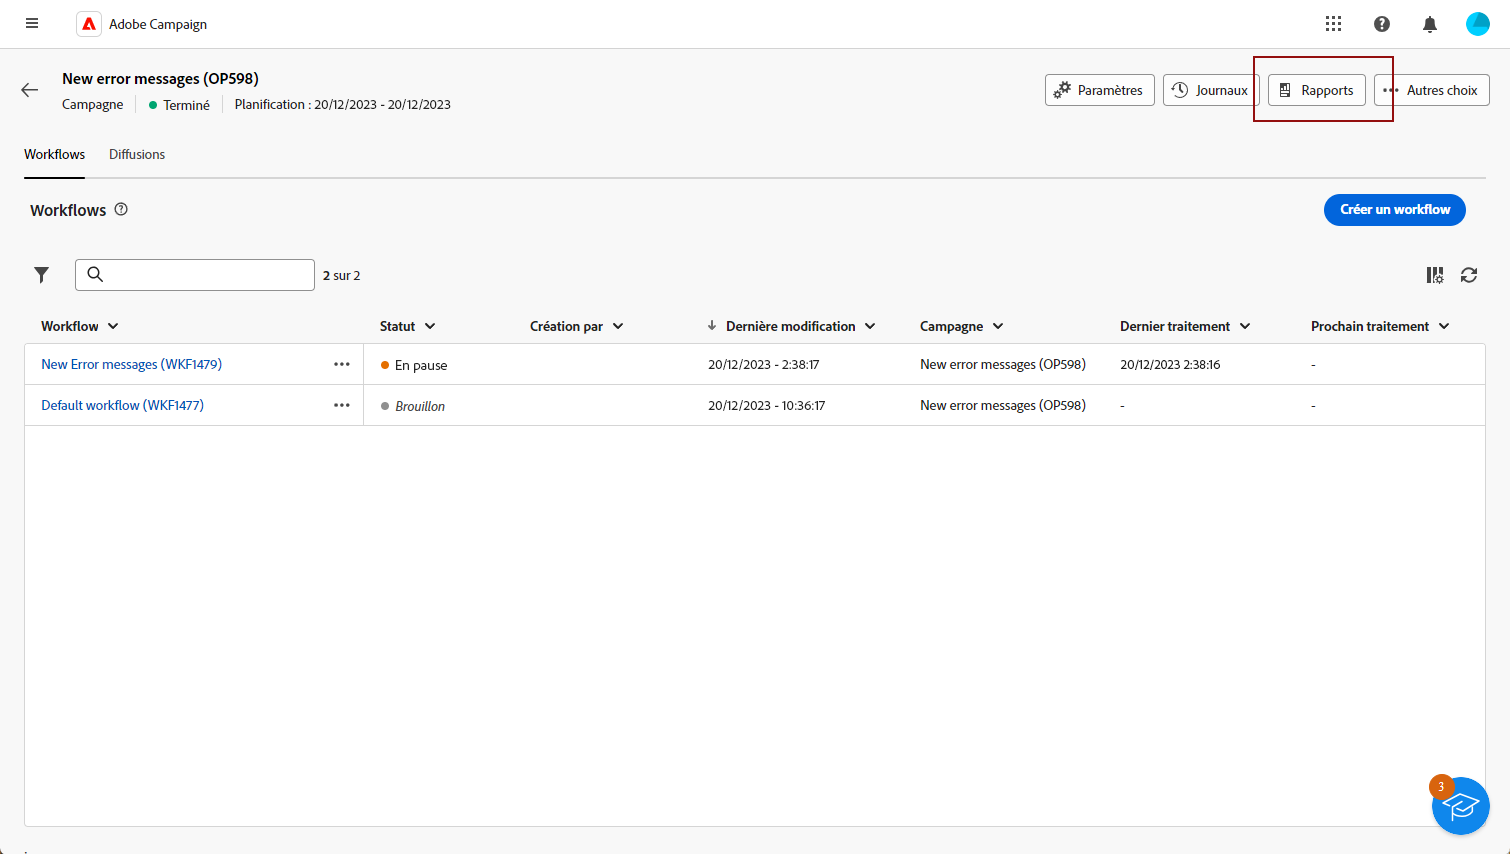 Adobe Campaign
New error messages (OP598)
Campagne Terminé Planification : 20/12/2023 - 20/12/2023
Paramètres Journaux Rapports Autres choix
Workflows Diffusions
Workflows
Créer un workflow
2 sur 2
Workflow Statut Création par Dernière modification Campagne Dernier traitement Prochain traitement
New Error messages (WKF1479) En pause 20/12/2023 - 2:38:17 New error messages (OP598) 20/12/2023 2:38:16 -
Default workflow (WKF1477) Brouillon 20/12/2023 - 10:36:17 New error messages (OP598) - -
3